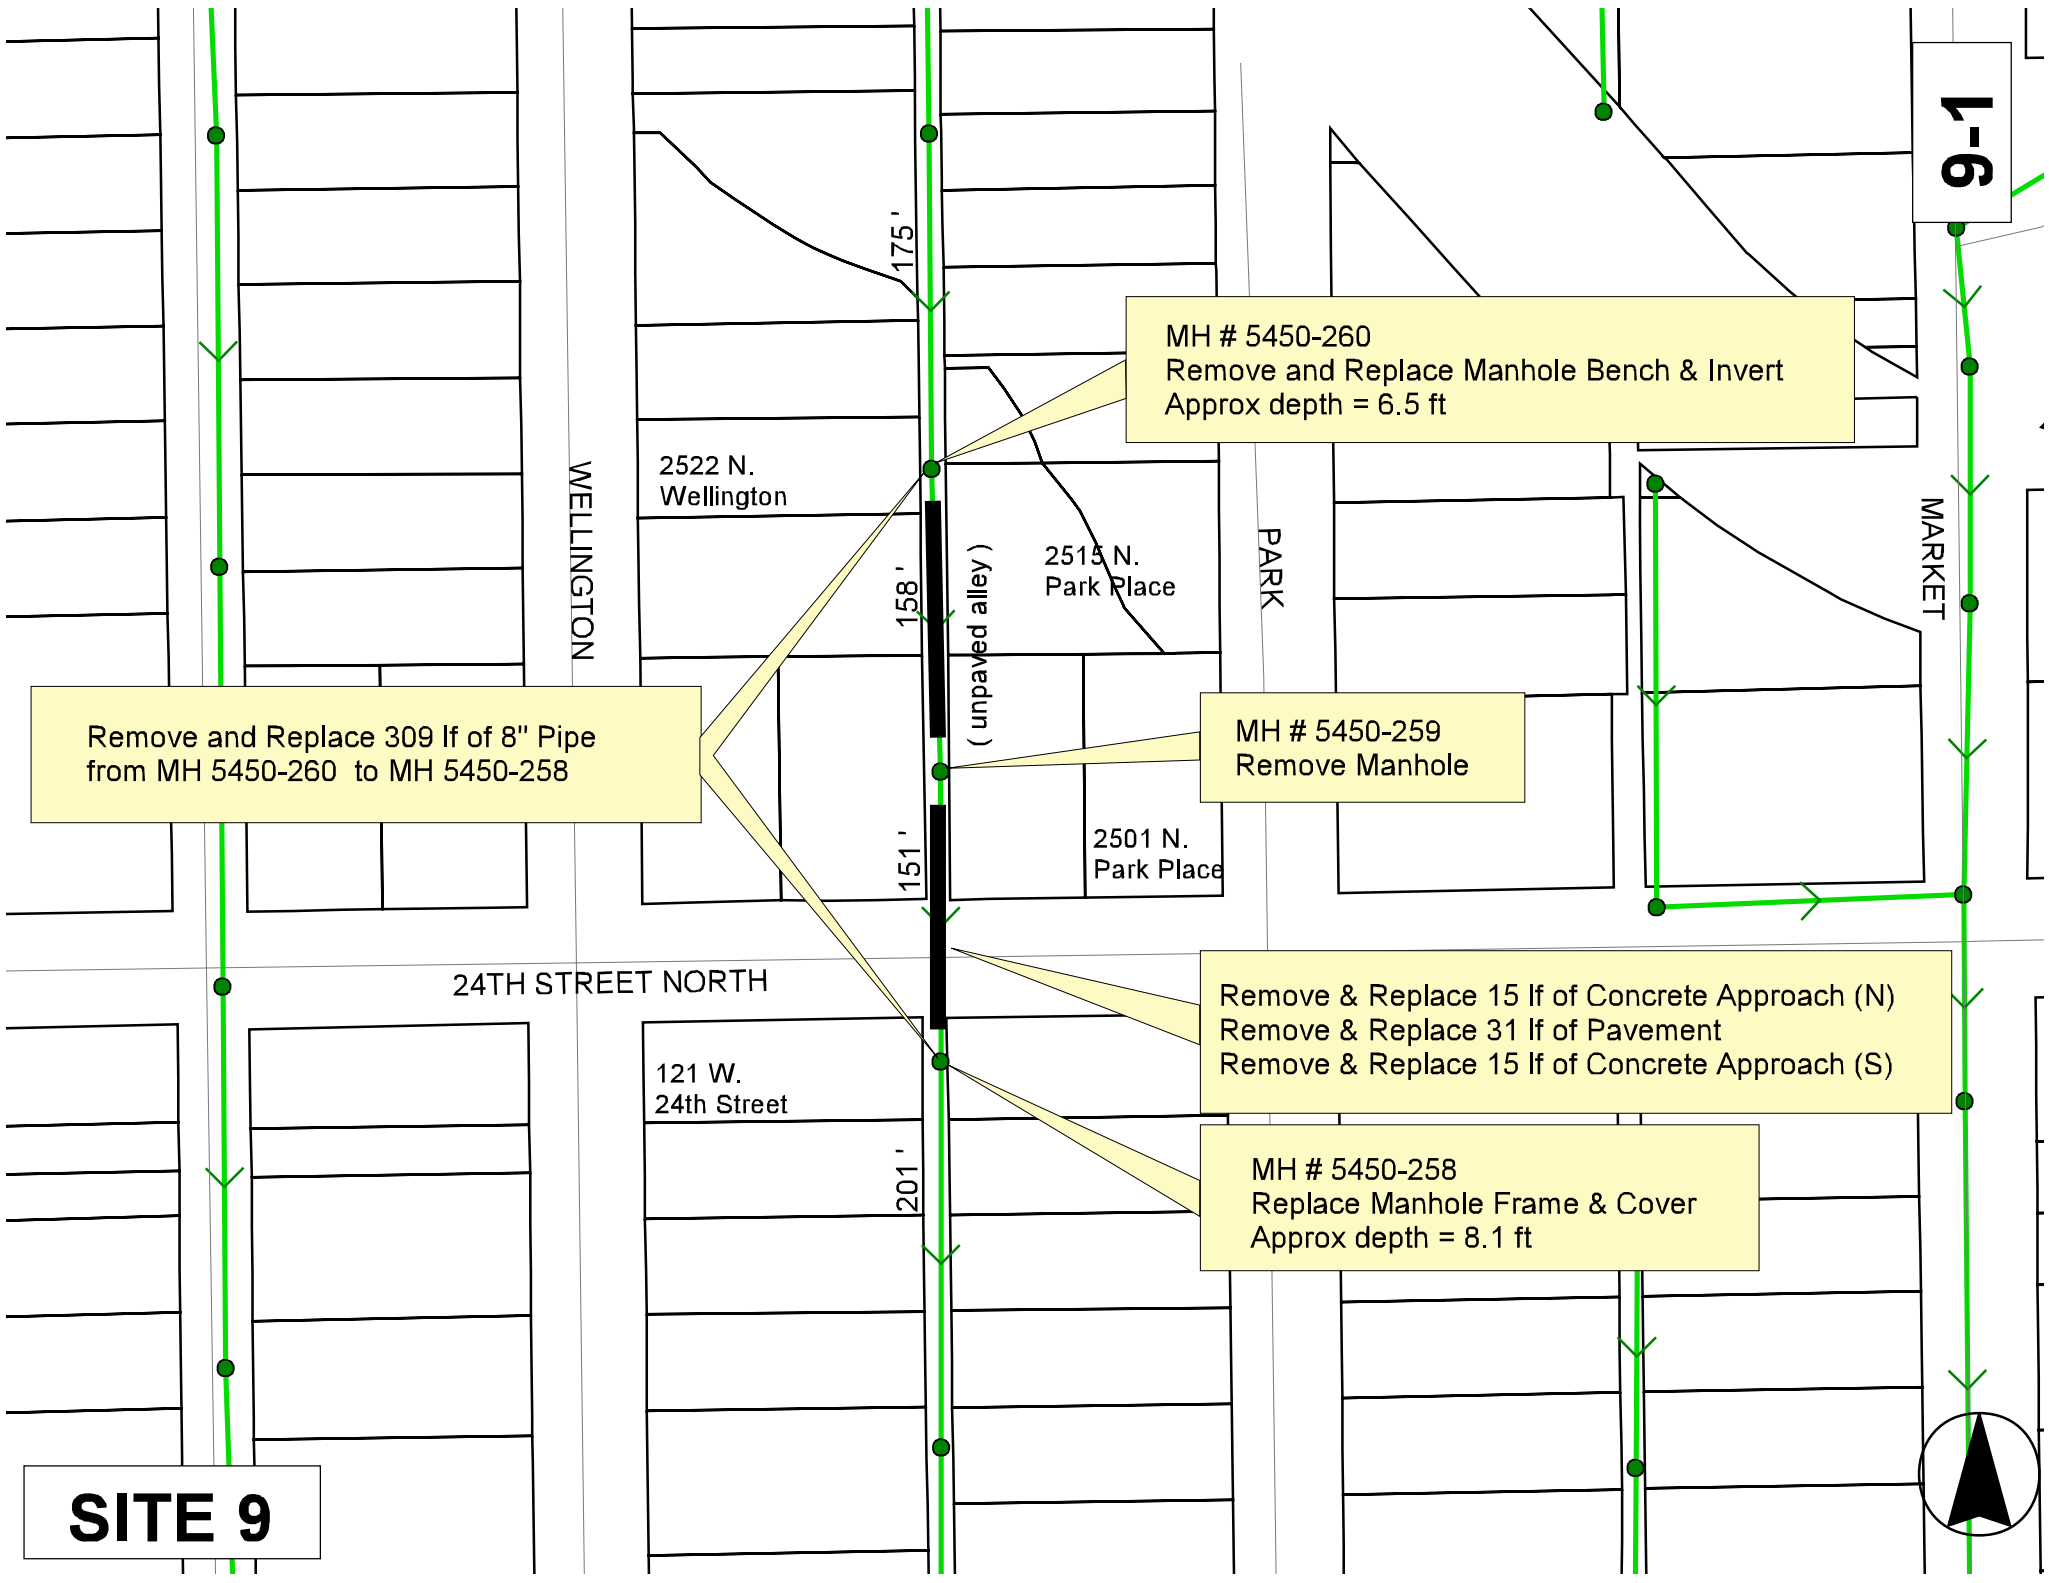 9-1
175 '
MH # 5450-260
Remove and Replace Manhole Bench & Invert
Approx depth = 6.5 ft
2522 N.
Wellington
WELLINGTON
158 '
( unpaved alley )
2515 N.
Park Place
PARK
MARKET
Remove and Replace 309 lf of 8" Pipe
from MH 5450-260 to MH 5450-258
MH # 5450-259
Remove Manhole
151 '
2501 N.
Park Place
24TH STREET NORTH
Remove & Replace 15 lf of Concrete Approach (N)
Remove & Replace 31 lf of Pavement
Remove & Replace 15 lf of Concrete Approach (S)
121 W.
24th Street
201 '
MH # 5450-258
Replace Manhole Frame & Cover
Approx depth = 8.1 ft
SITE 9